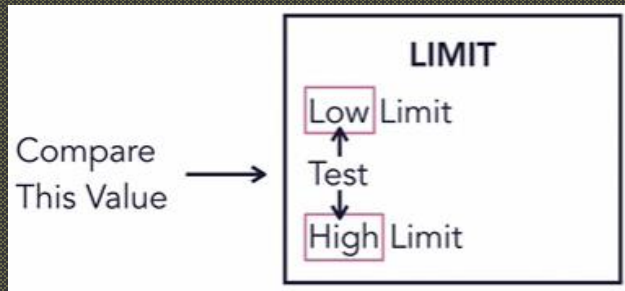 LIMIT
Low Limit
Compare
This Value
Test
High Limit